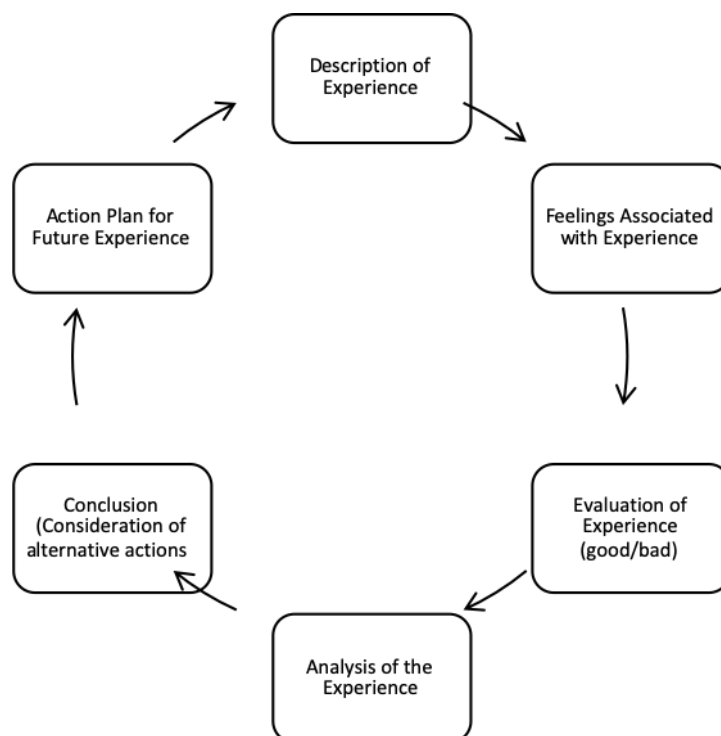 Description of
Experience
Feelings Associated
with Experience
Evaluation of
Experience
(good/bad)
Analysis of the
Experience
Conclusion
(Consideration of
alternative actions
Action Plan for
Future Experience